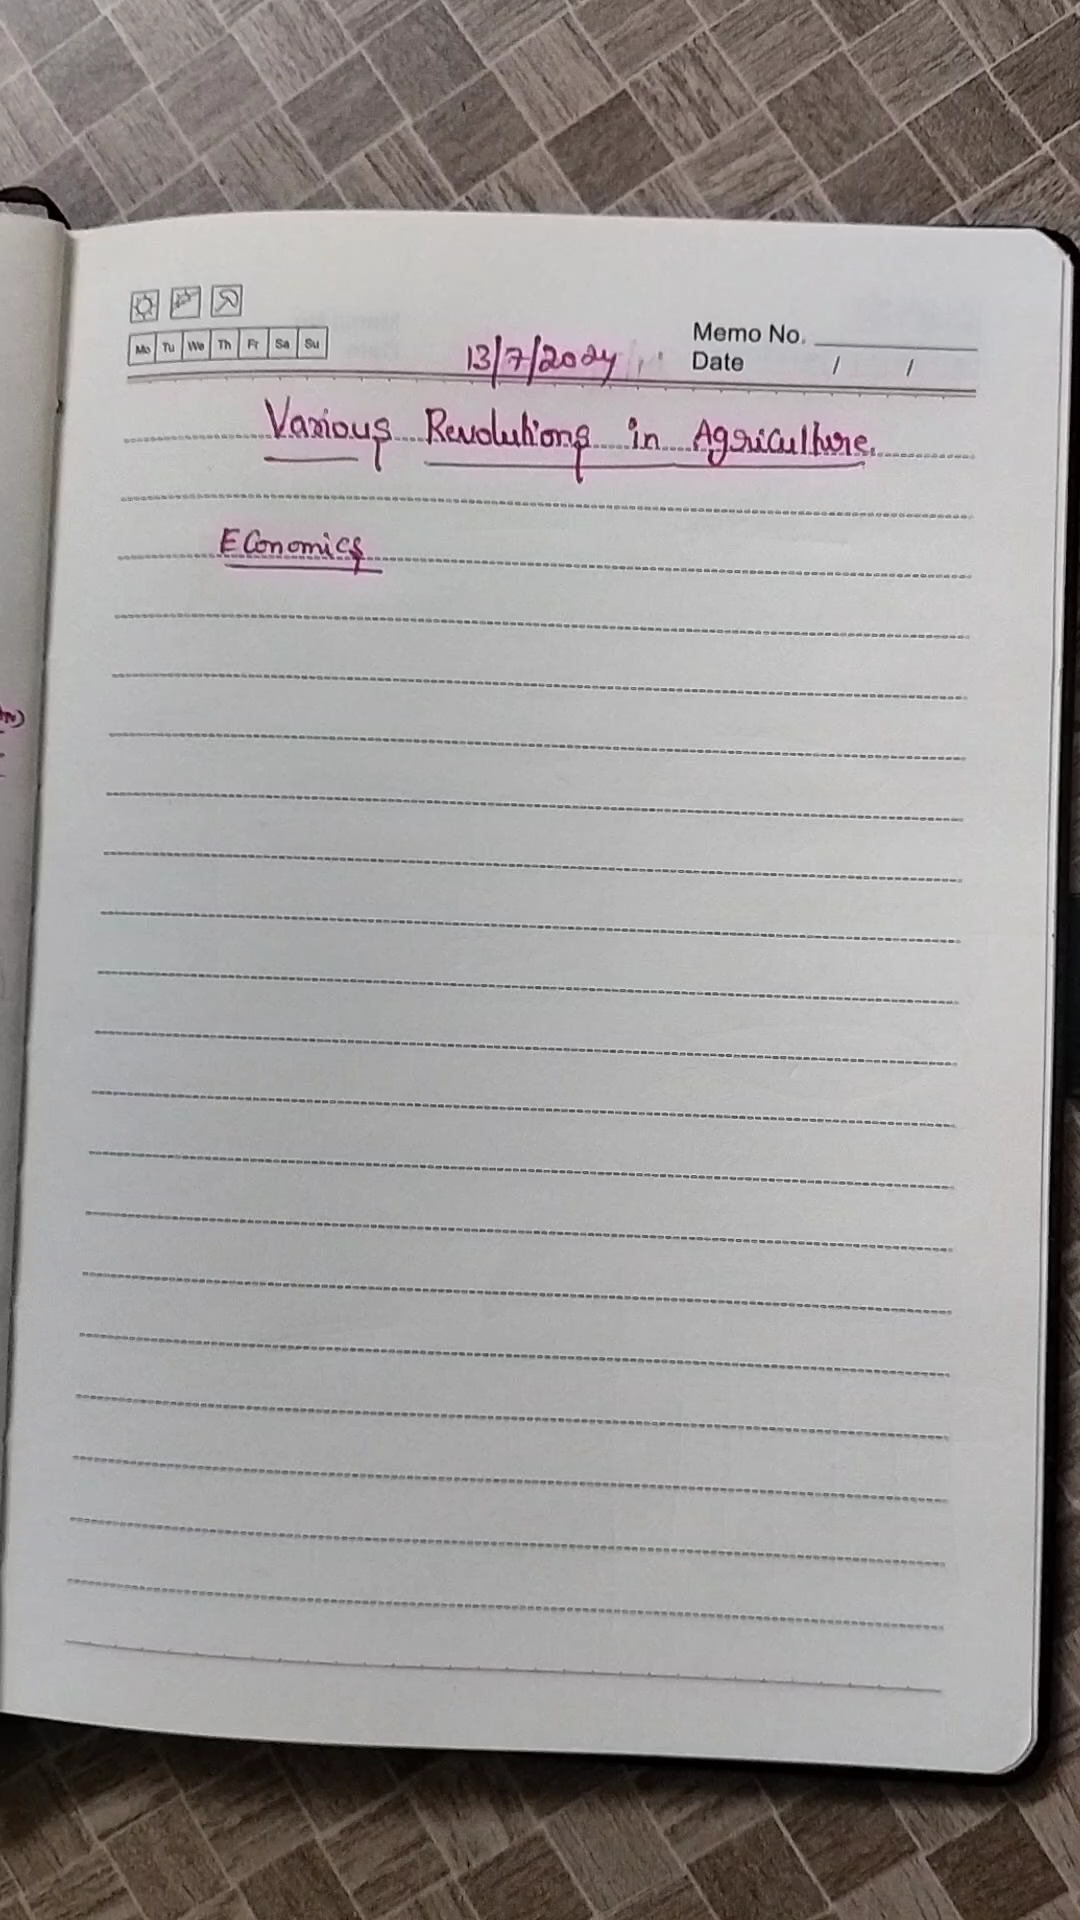 Mo Tu We Th Fr Sa Su
Memo No.
13/7/2024
Date / /
Various Revolutions in Agriculture.
Economics